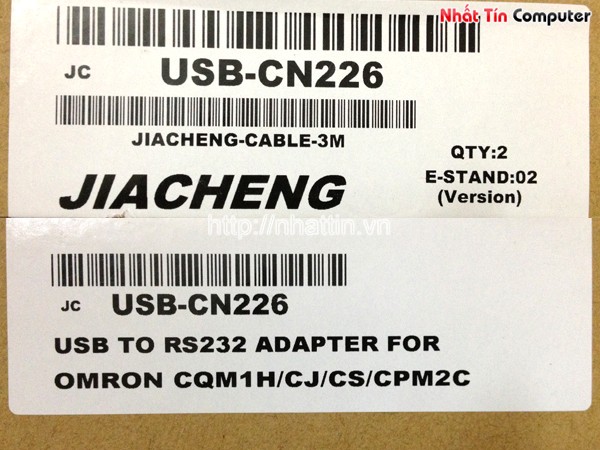 Nhất Tín Computer
JC USB-CN226
JIACHENG-CABLE-3M
QTY:2
JIACHENG
E-STAND:02
(Version)
http://nhattin.vn
JC USB-CN226
USB TO RS232 ADAPTER FOR
OMRON CQM1H/CJ/CS/CPM2C